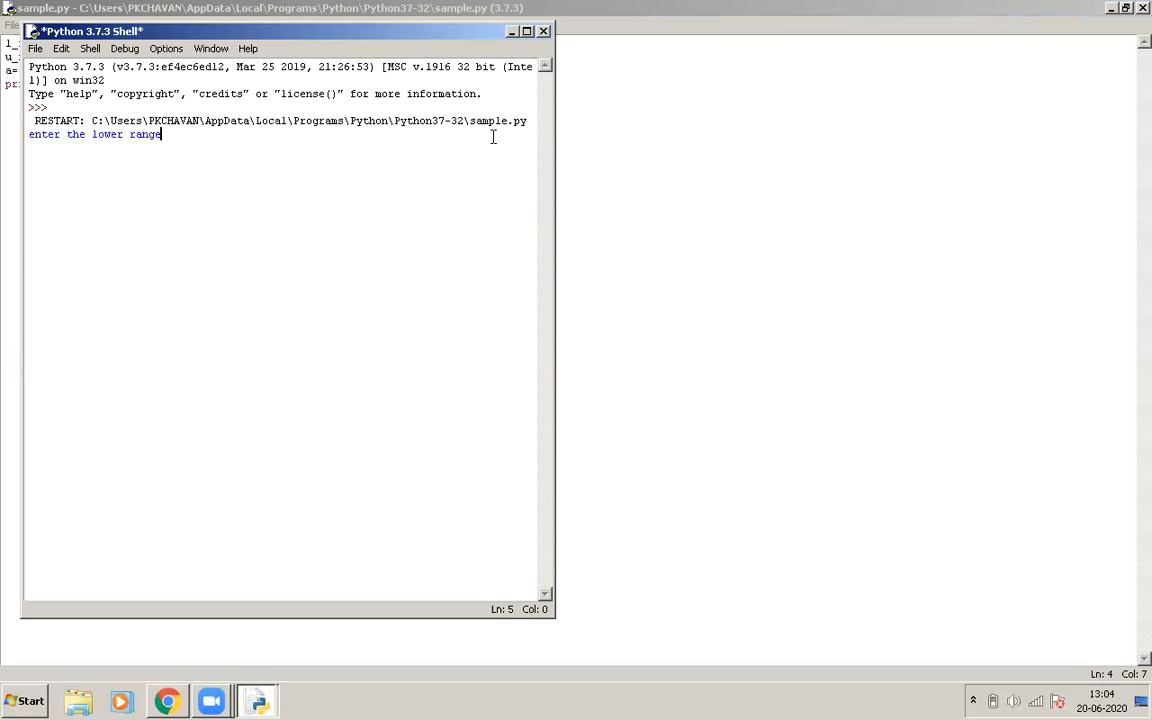 sample.py - C:\Users\PKCHAVAN\AppData\Local\Programs\Python\Python37-32\sample.py (3.7.3)
*Python 3.7.3 Shell*
File Edit Shell Debug Options Window Help
Python 3.7.3 (v3.7.3:ef4ec6ed12, Mar 25 2019, 21:26:53) [MSC v.1916 32 bit (Inte
l)] on win32
Type "help", "copyright", "credits" or "license()" for more information.
>>>
RESTART: C:\Users\PKCHAVAN\AppData\Local\Programs\Python\Python37-32\sample.py
enter the lower range
a=
Ln: 5 Col: 0
Ln: 4 Col: 7
Start
13:04
20-06-2020